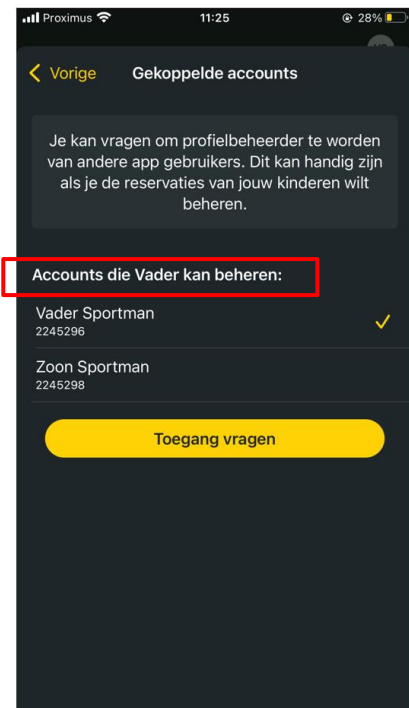 Proximus 11:25 28%
Vorige Gekoppelde accounts
Je kan vragen om profielbeheerder te worden
van andere app gebruikers. Dit kan handig zijn
als je de reservaties van jouw kinderen wilt
beheren.
Accounts die Vader kan beheren:
Vader Sportman
2245296
Zoon Sportman
2245298
Toegang vragen